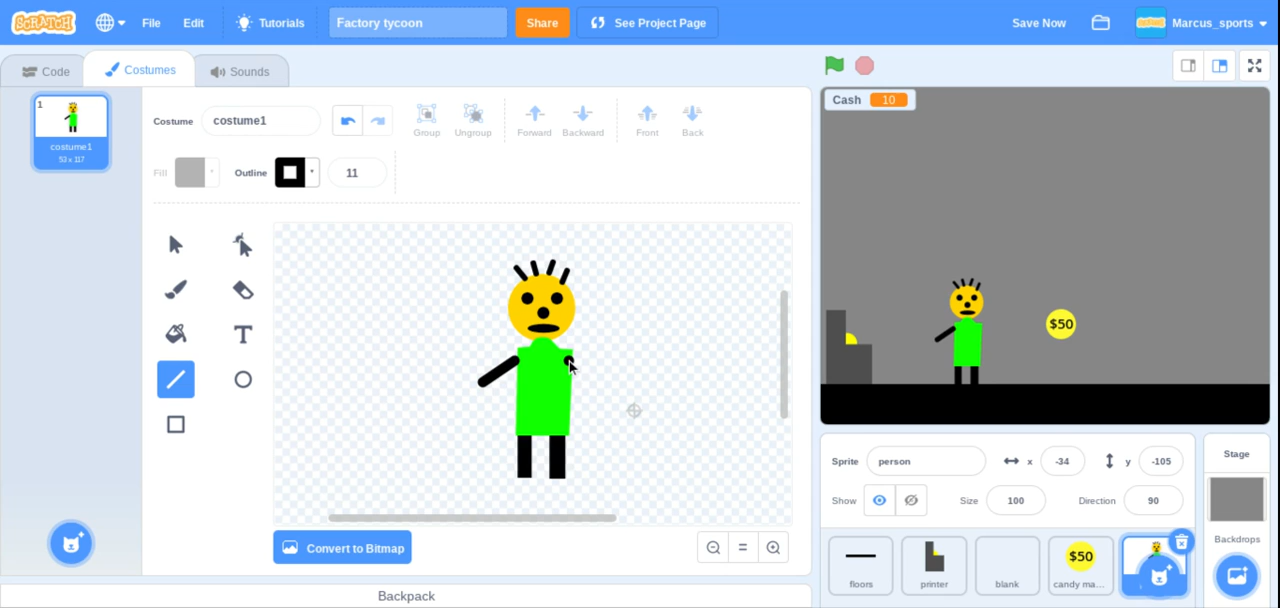 SCRATCH File Edit Tutorials Factory tycoon Share See Project Page Save Now Marcus_sports
Code Costumes Sounds
1
costume1
53 x 117
Costume costume1 Group Ungroup Forward Backward Front Back
Fill Outline 11
Convert to Bitmap
Backpack
Cash 10
$50
Sprite person x -34 y -105
Show Size 100 Direction 90
floors printer blank $50 candy ma...
Stage
Backdrops